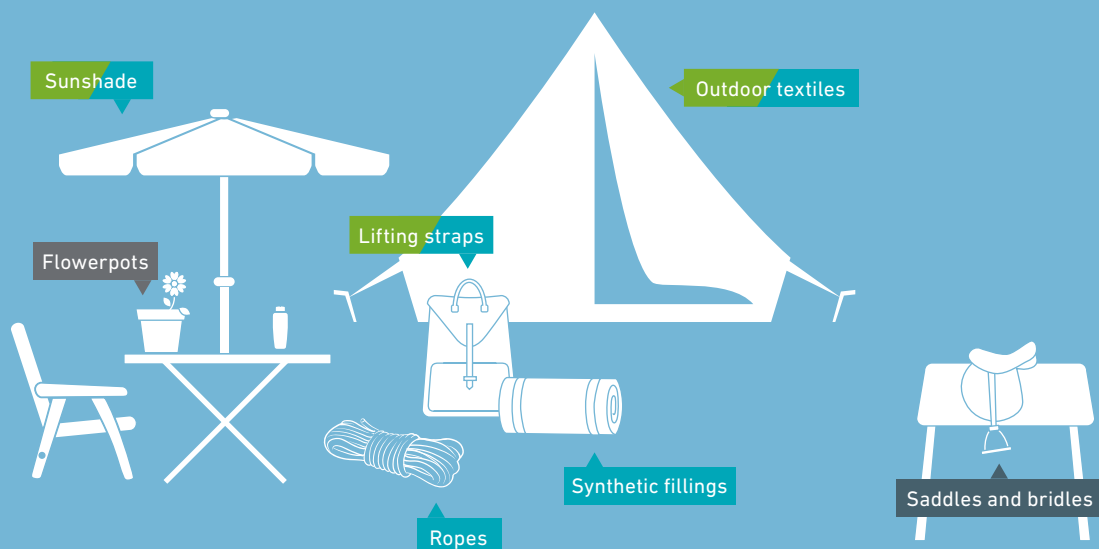 Sunshade
Outdoor textiles
Lifting straps
Flowerpots
Synthetic fillings
Saddles and bridles
Ropes